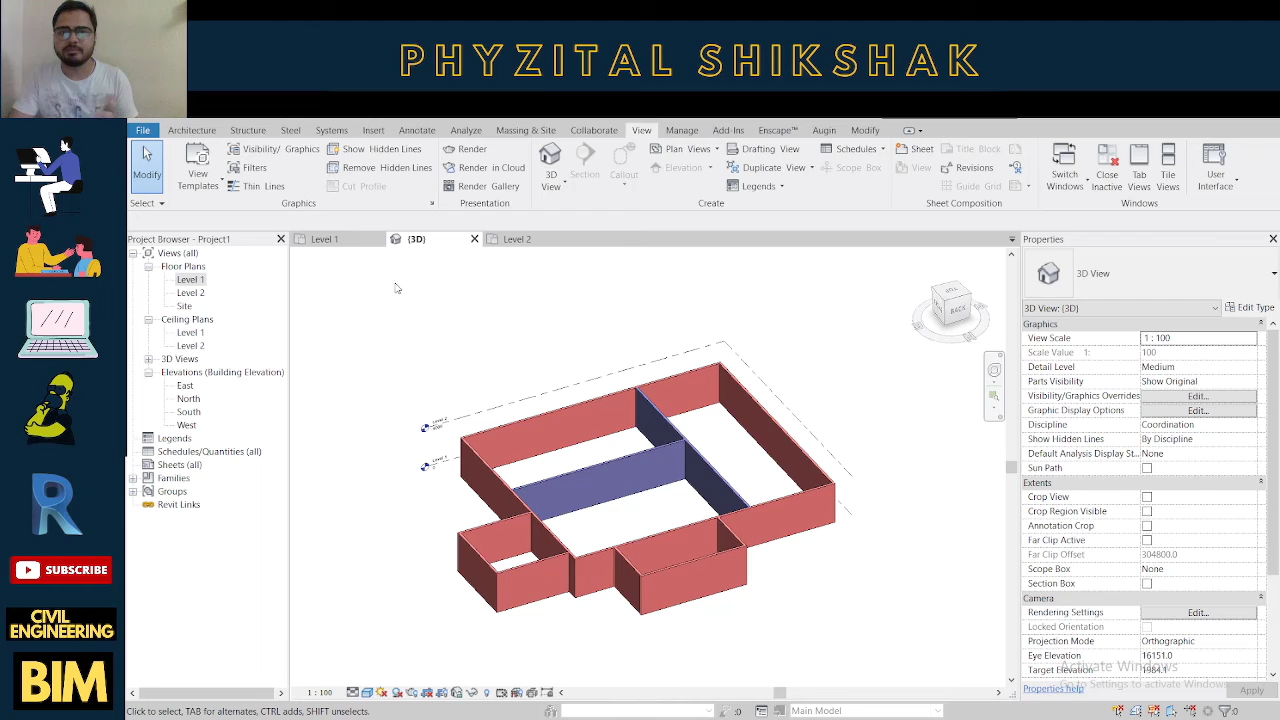 PHYZITAL SHIKSHAK
File Architecture Structure Steel Systems Insert Annotate Analyze Massing & Site Collaborate View Manage Add-Ins Enscape™ Augin Modify
Modify
View Templates
Visibility/ Graphics
Filters
Thin Lines
Show Hidden Lines
Remove Hidden Lines
Cut Profile
Render
Render in Cloud
Render Gallery
3D View
Section
Callout
Plan Views
Elevation
Drafting View
Duplicate View
Legends
Schedules
Scope Box
Sheet
View
Title Block
Revisions
Guide Grid
Switch Windows
Close Inactive
Tab Views
Tile Views
User Interface
Select Graphics Presentation Create Sheet Composition Windows
Project Browser - Project1
Level 1
{3D}
Level 2
Properties
Views (all)
Floor Plans
Level 1
Level 2
Site
Ceiling Plans
Level 1
Level 2
3D Views
Elevations (Building Elevation)
East
North
South
West
Legends
Schedules/Quantities (all)
Sheets (all)
Families
Groups
Revit Links
TOP
BACK
3D View
3D View: {3D}
Edit Type
Graphics
View Scale 1 : 100
Scale Value 1: 100
Detail Level Medium
Parts Visibility Show Original
Visibility/Graphics Overrides Edit...
Graphic Display Options Edit...
Discipline Coordination
Show Hidden Lines By Discipline
Default Analysis Display St None
Sun Path
Extents
Crop View
Crop Region Visible
Annotation Crop
Far Clip Active
Far Clip Offset 304800.0
Scope Box None
Section Box
Camera
Rendering Settings Edit...
Locked Orientation
Projection Mode Orthographic
Eye Elevation 16151.0
Target Elevation 1984.1
Activate Windows
Go to Settings to activate Windows.
Properties help
Apply
SUBSCRIBE
CIVIL
ENGINEERING
BIM
R
1 : 100
Click to select, TAB for alternates, CTRL adds, SHIFT unselects.
:0
Main Model
:0